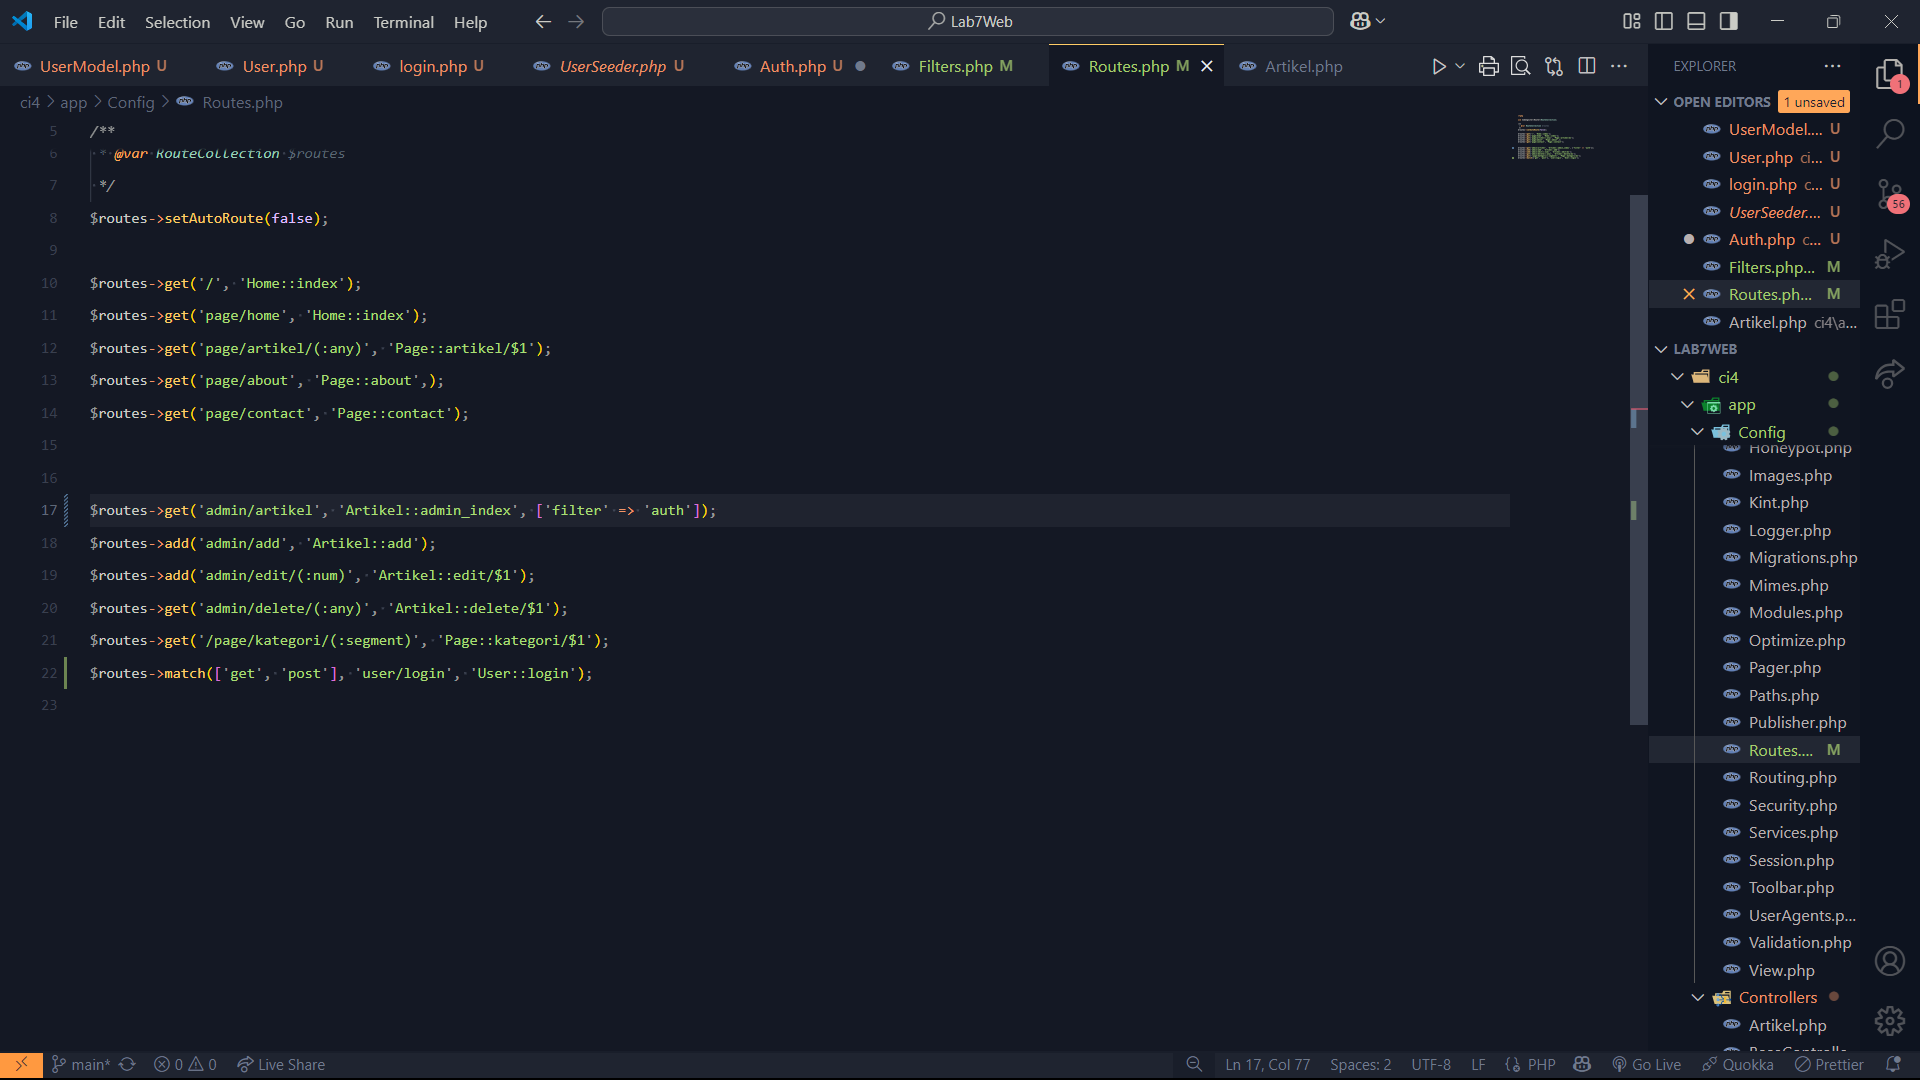 File Edit Selection View Go Run Terminal Help
Lab7Web
UserModel.php U
User.php U
login.php U
UserSeeder.php U
Auth.php U
Filters.php M
Routes.php M
Artikel.php
ci4 > app > Config > Routes.php
5 /**
6 * @var RouteCollection $routes
7 */
8 $routes->setAutoRoute(false);
9
10 $routes->get('/', 'Home::index');
11 $routes->get('page/home', 'Home::index');
12 $routes->get('page/artikel/(:any)', 'Page::artikel/$1');
13 $routes->get('page/about', 'Page::about',);
14 $routes->get('page/contact', 'Page::contact');
15
16
17 $routes->get('admin/artikel', 'Artikel::admin_index', ['filter' => 'auth']);
18 $routes->add('admin/add', 'Artikel::add');
19 $routes->add('admin/edit/(:num)', 'Artikel::edit/$1');
20 $routes->get('admin/delete/(:any)', 'Artikel::delete/$1');
21 $routes->get('/page/kategori/(:segment)', 'Page::kategori/$1');
22 $routes->match(['get', 'post'], 'user/login', 'User::login');
23
EXPLORER
OPEN EDITORS 1 unsaved
UserModel.... U
User.php ci... U
login.php c... U
UserSeeder.... U
Auth.php c... U
Filters.php... M
Routes.ph... M
Artikel.php ci4\a...
LAB7WEB
ci4
app
Config
Honeypot.php
Images.php
Kint.php
Logger.php
Migrations.php
Mimes.php
Modules.php
Optimize.php
Pager.php
Paths.php
Publisher.php
Routes.... M
Routing.php
Security.php
Services.php
Session.php
Toolbar.php
UserAgents.p...
Validation.php
View.php
Controllers
Artikel.php
1
56
main* 0 0 Live Share
Ln 17, Col 77 Spaces: 2 UTF-8 LF PHP Go Live Quokka Prettier